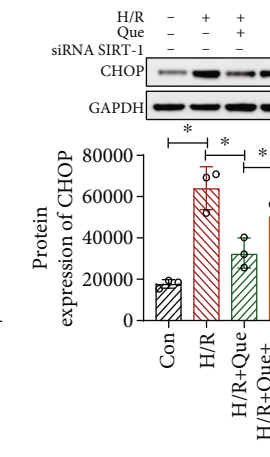 H/R – + +
Que – – +
siRNA SIRT-1 – – –
CHOP
GAPDH
* * *
Protein
expression of CHOP
80000
60000
40000
20000
0
Con
H/R
H/R+Que
H/R+Que+